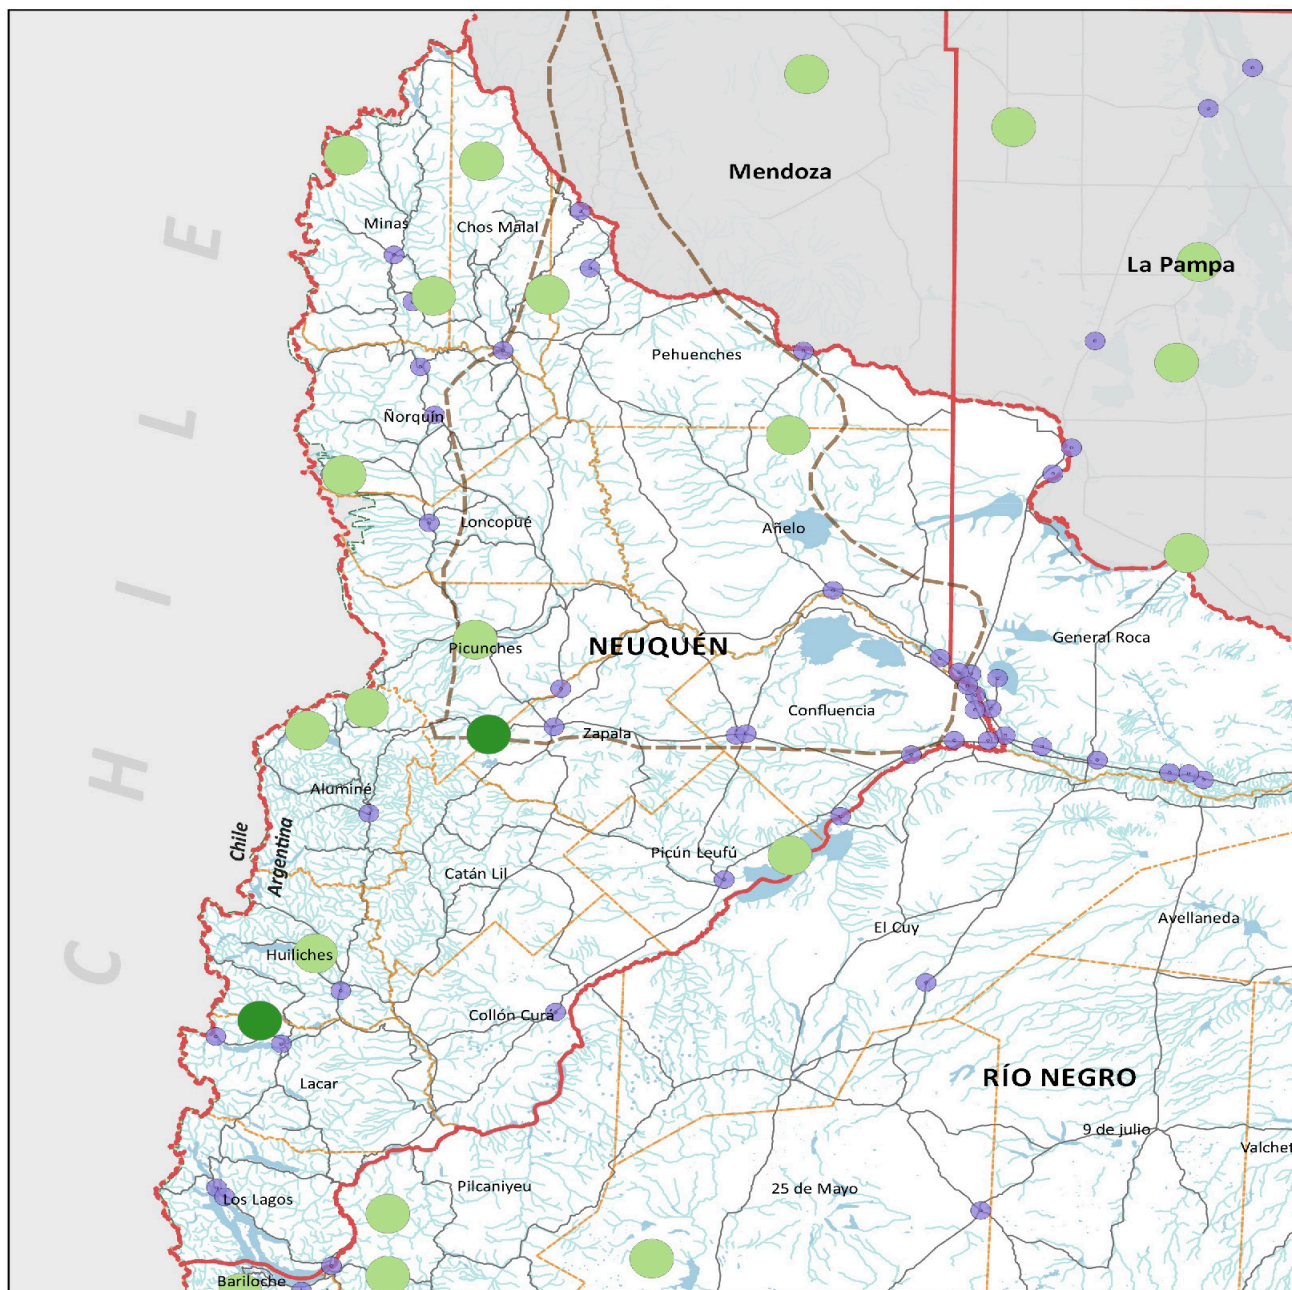 Mendoza
Minas
Chos Malal
La Pampa
Pehuenches
Ñorquín
Loncopué
Añelo
General Roca
Picunches
NEUQUÉN
Confluencia
Zapala
Aluminé
Chile
Argentina
Picún Leufú
Catán Lil
Avellaneda
El Cuy
Huiliches
Collón Curá
Lacar
RÍO NEGRO
9 de julio
Valchet
Pilcaniyeu
25 de Mayo
Los Lagos
Bariloche
CHILE